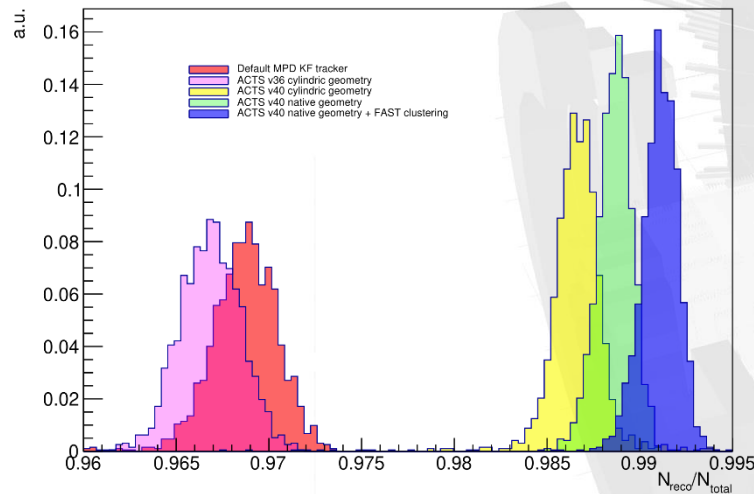 a.u.
0.16
0.14
0.12
0.1
0.08
0.06
0.04
0.02
0
Default MPD KF tracker
ACTS v36 cylindric geometry
ACTS v40 cylindric geometry
ACTS v40 native geometry
ACTS v40 native geometry + FAST clustering
0.96 0.965 0.97 0.975 0.98 0.985 0.99 0.995
N_reco/N_total